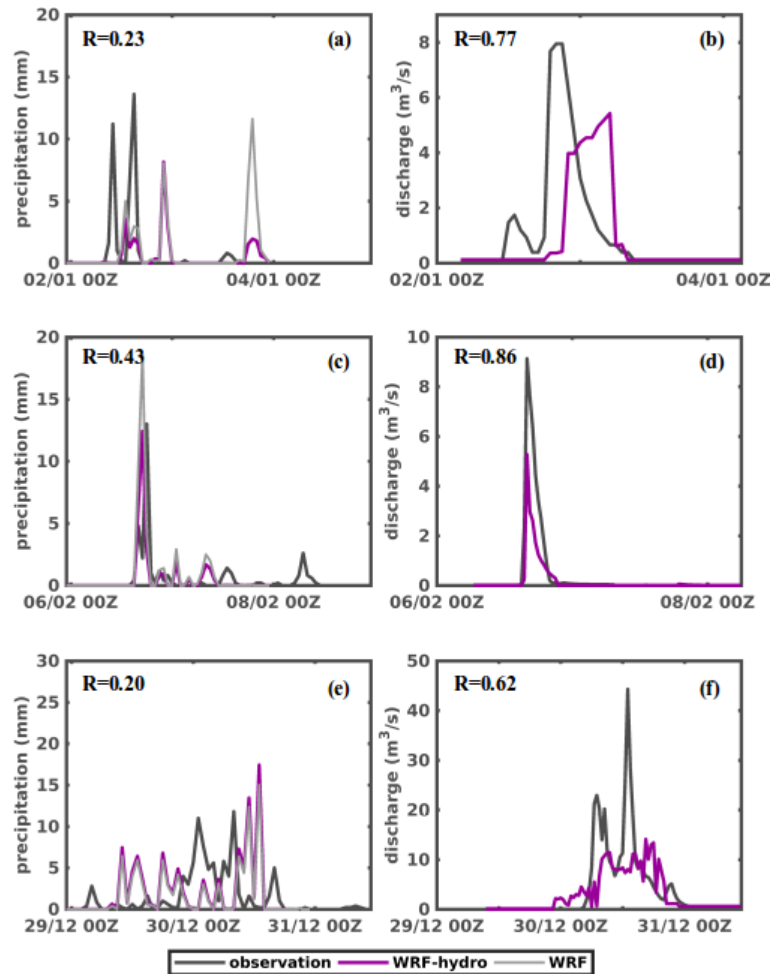 R=0.23 (a)
precipitation (mm)
20
15
10
5
0
02/01 00Z 04/01 00Z
R=0.77 (b)
discharge (m³/s)
8
6
4
2
0
02/01 00Z 04/01 00Z
R=0.43 (c)
precipitation (mm)
20
15
10
5
0
06/02 00Z 08/02 00Z
R=0.86 (d)
discharge (m³/s)
10
8
6
4
2
0
06/02 00Z 08/02 00Z
R=0.20 (e)
precipitation (mm)
30
25
20
15
10
5
0
29/12 00Z 30/12 00Z 31/12 00Z
R=0.62 (f)
discharge (m³/s)
50
40
30
20
10
0
29/12 00Z 30/12 00Z 31/12 00Z
observation WRF-hydro WRF